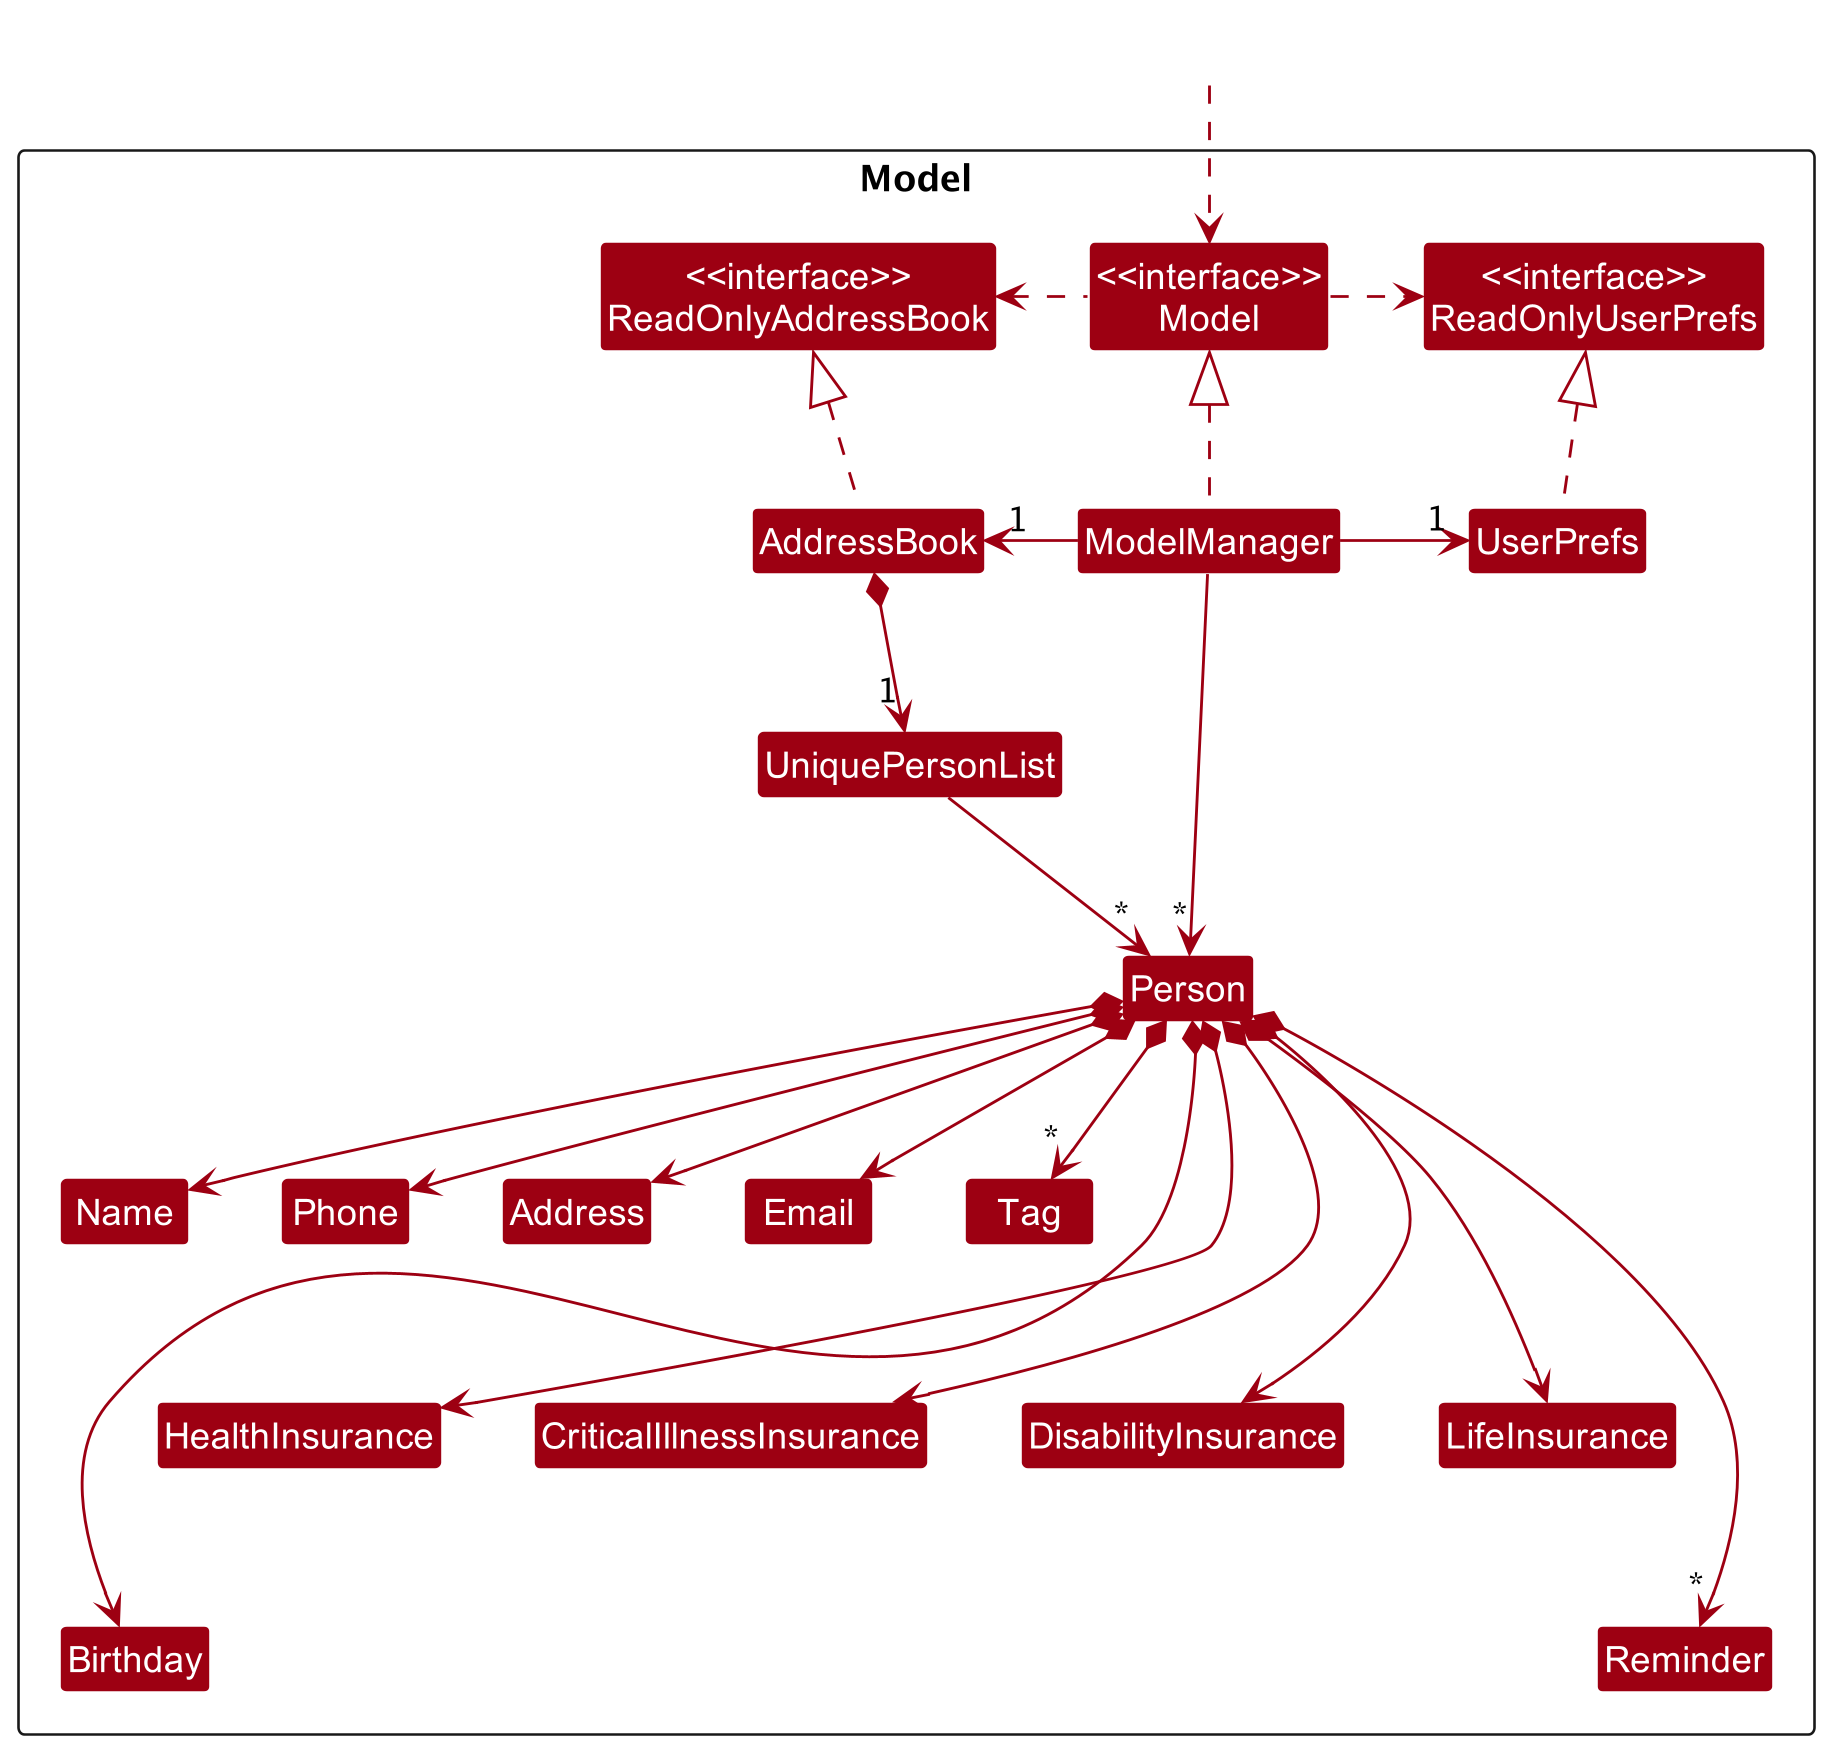 Model
<<interface>>
ReadOnlyAddressBook
<<interface>>
Model
<<interface>>
ReadOnlyUserPrefs
AddressBook
1
ModelManager
1
UserPrefs
1
UniquePersonList
*
*
Person
*
Name
Phone
Address
Email
Tag
HealthInsurance
CriticalIllnessInsurance
DisabilityInsurance
LifeInsurance
*
Birthday
Reminder